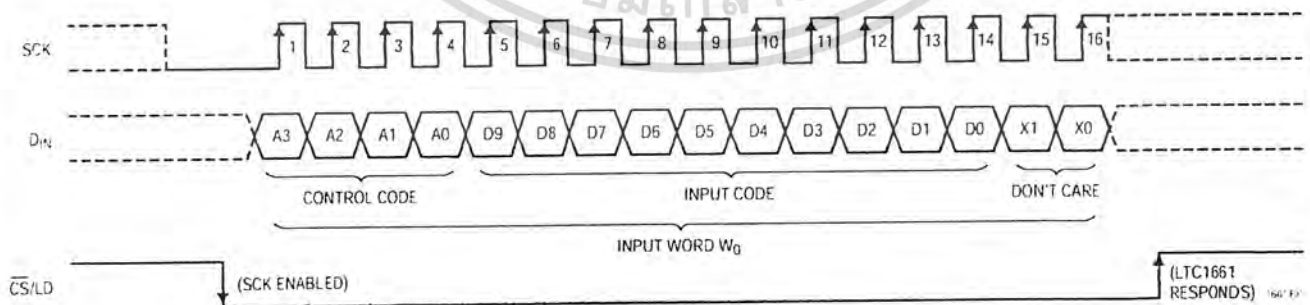 SCK
1 2 3 4 5 6 7 8 9 10 11 12 13 14 15 16
DIN
A3 A2 A1 A0 D9 D8 D7 D6 D5 D4 D3 D2 D1 D0 X1 X0
CONTROL CODE INPUT CODE DON'T CARE
INPUT WORD W0
CS/LD
(SCK ENABLED)
(LTC1661
RESPONDS)